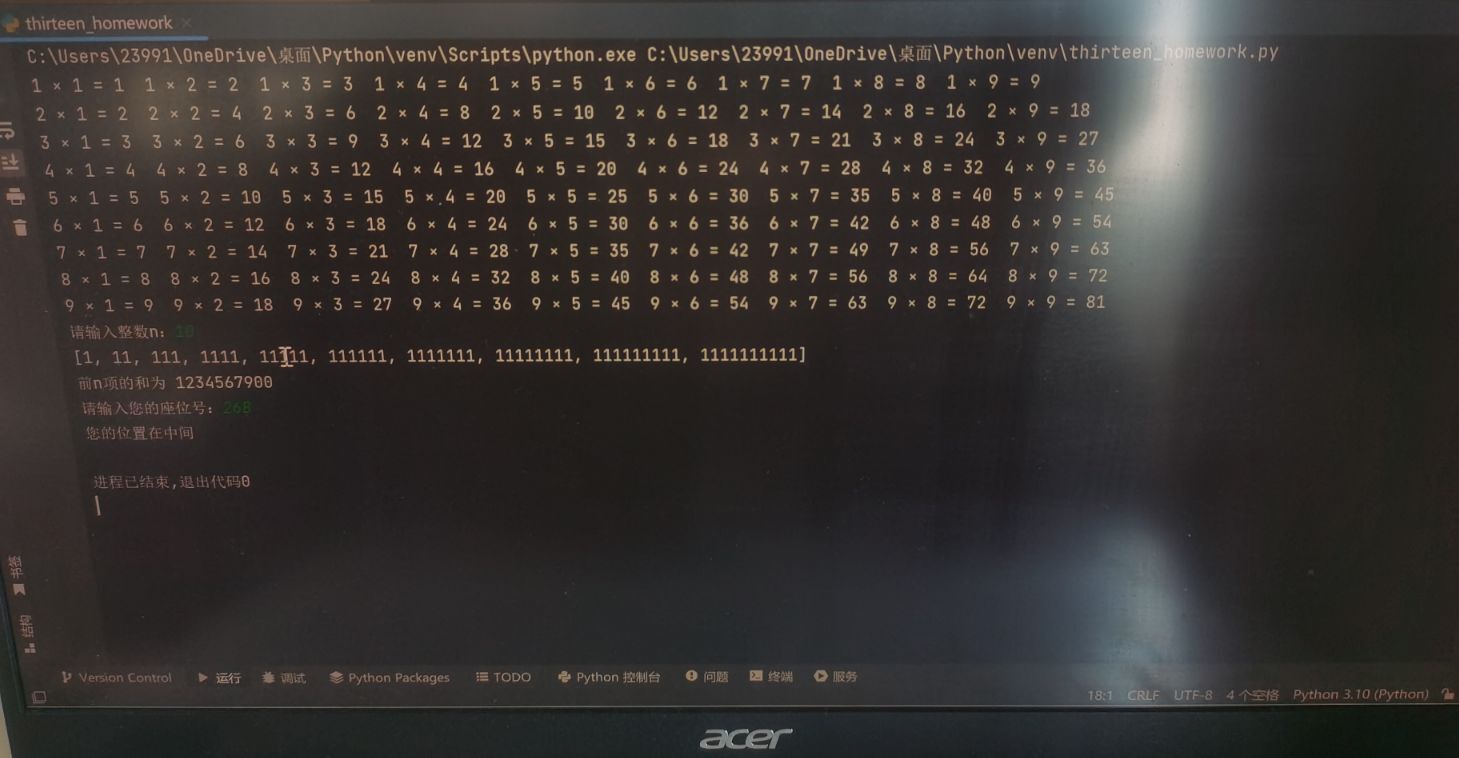 thirteen_homework
C:\Users\23991\OneDrive\桌面\Python\venv\Scripts\python.exe C:\Users\23991\OneDrive\桌面\Python\venv\thirteen_homework.py
1 × 1 = 1 1 × 2 = 2 1 × 3 = 3 1 × 4 = 4 1 × 5 = 5 1 × 6 = 6 1 × 7 = 7 1 × 8 = 8 1 × 9 = 9
2 × 1 = 2 2 × 2 = 4 2 × 3 = 6 2 × 4 = 8 2 × 5 = 10 2 × 6 = 12 2 × 7 = 14 2 × 8 = 16 2 × 9 = 18
3 × 1 = 3 3 × 2 = 6 3 × 3 = 9 3 × 4 = 12 3 × 5 = 15 3 × 6 = 18 3 × 7 = 21 3 × 8 = 24 3 × 9 = 27
4 × 1 = 4 4 × 2 = 8 4 × 3 = 12 4 × 4 = 16 4 × 5 = 20 4 × 6 = 24 4 × 7 = 28 4 × 8 = 32 4 × 9 = 36
5 × 1 = 5 5 × 2 = 10 5 × 3 = 15 5 × 4 = 20 5 × 5 = 25 5 × 6 = 30 5 × 7 = 35 5 × 8 = 40 5 × 9 = 45
6 × 1 = 6 6 × 2 = 12 6 × 3 = 18 6 × 4 = 24 6 × 5 = 30 6 × 6 = 36 6 × 7 = 42 6 × 8 = 48 6 × 9 = 54
7 × 1 = 7 7 × 2 = 14 7 × 3 = 21 7 × 4 = 28 7 × 5 = 35 7 × 6 = 42 7 × 7 = 49 7 × 8 = 56 7 × 9 = 63
8 × 1 = 8 8 × 2 = 16 8 × 3 = 24 8 × 4 = 32 8 × 5 = 40 8 × 6 = 48 8 × 7 = 56 8 × 8 = 64 8 × 9 = 72
9 × 1 = 9 9 × 2 = 18 9 × 3 = 27 9 × 4 = 36 9 × 5 = 45 9 × 6 = 54 9 × 7 = 63 9 × 8 = 72 9 × 9 = 81
请输入整数n: 10
[1, 11, 111, 1111, 11111, 111111, 1111111, 11111111, 111111111, 1111111111]
前n项的和为 1234567900
请输入您的座位号: 26B
您的位置在中间
进程已结束,退出代码0
书签
结构
Version Control 运行 调试 Python Packages TODO Python 控制台 问题 终端 服务
18:1 CRLF UTF-8 4 个空格 Python 3.10 (Python)
acer